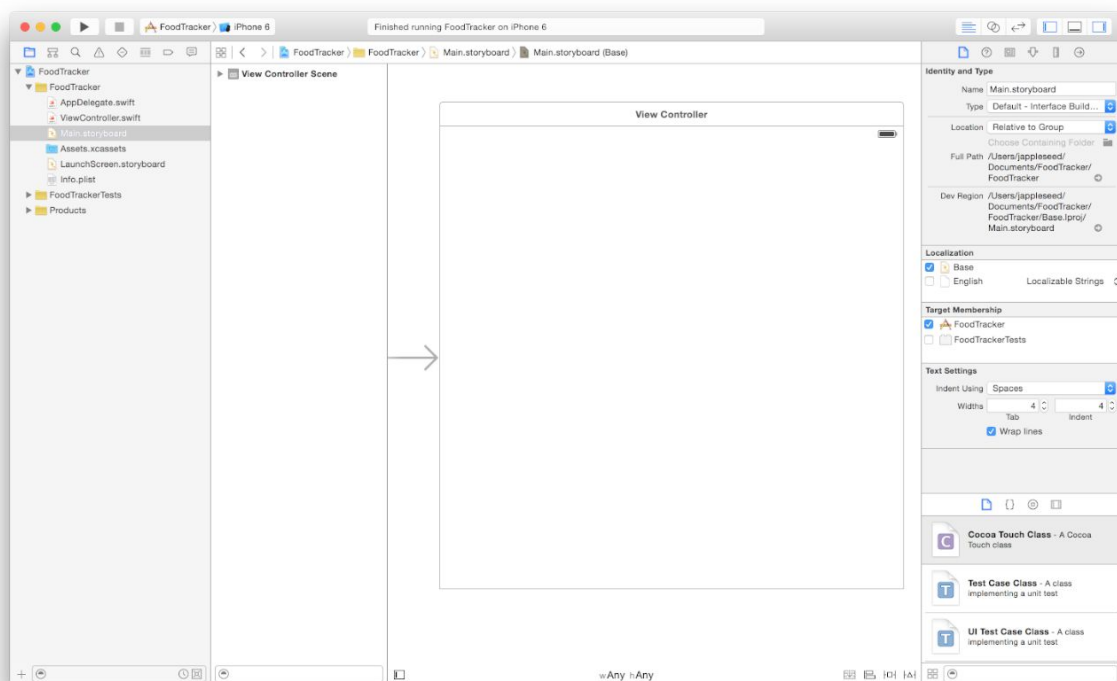 FoodTracker
iPhone 6
Finished running FoodTracker on iPhone 6
FoodTracker
FoodTracker
Main.storyboard
Main.storyboard (Base)
FoodTracker
FoodTracker
AppDelegate.swift
ViewController.swift
Main.storyboard
Assets.xcassets
LaunchScreen.storyboard
Info.plist
FoodTrackerTests
Products
View Controller Scene
View Controller
wAny hAny
Identity and Type
Name Main.storyboard
Type Default - Interface Build...
Location Relative to Group
Choose Containing Folder
Full Path /Users/jappleseed/
Documents/FoodTracker/
FoodTracker
Dev Region /Users/jappleseed/
Documents/FoodTracker/
FoodTracker/Base.lproj/
Main.storyboard
Localization
Base
English Localizable Strings
Target Membership
FoodTracker
FoodTrackerTests
Text Settings
Indent Using Spaces
Widths 4 4
Tab Indent
Wrap lines
{}
C
Cocoa Touch Class - A Cocoa
Touch class
T
Test Case Class - A class
implementing a unit test
T
UI Test Case Class - A class
implementing a unit test